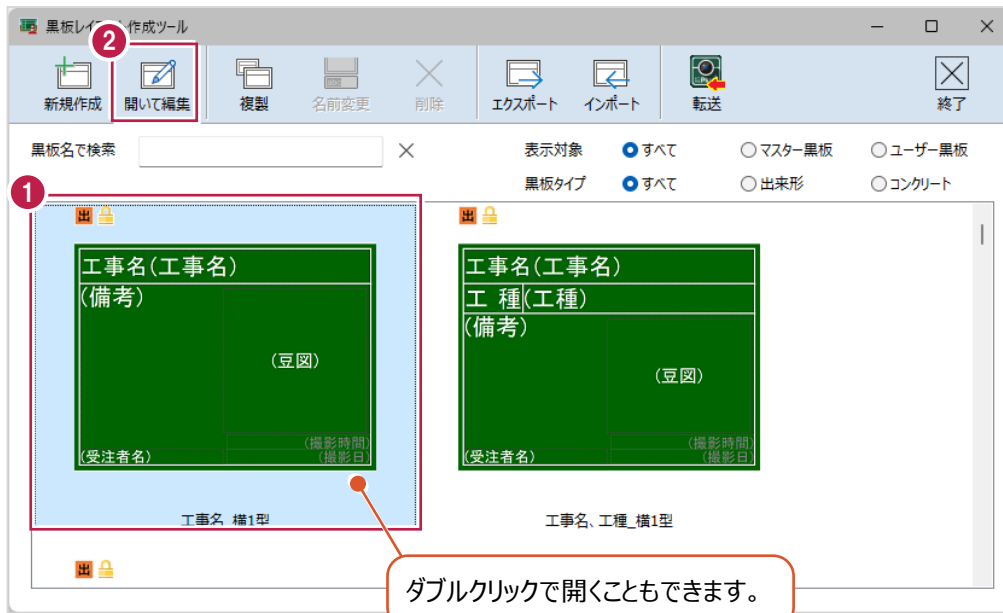 黒板レイアウト作成ツール
2
新規作成 開いて編集 複製 名前変更 削除 エクスポート インポート 転送 終了
黒板名で検索 表示対象 すべて マスター黒板 ユーザー黒板
黒板タイプ すべて 出来形 コンクリート
1
出
工事名(工事名)
(備考)
(豆図)
(撮影時間)
(受注者名) (撮影日)
工事名_横1型
出
工事名(工事名)
工 種(工種)
(備考)
(豆図)
(撮影時間)
(受注者名) (撮影日)
工事名、工種_横1型
出
ダブルクリックで開くこともできます。